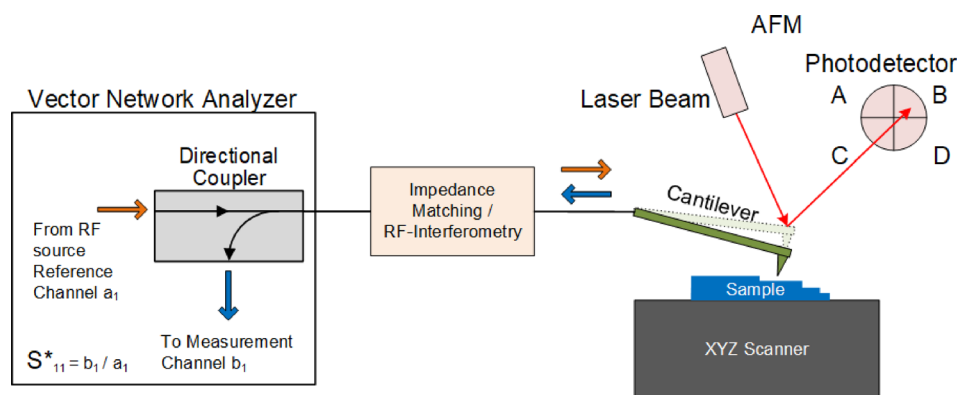 AFM
Photodetector
A
B
C
D
Laser Beam
Vector Network Analyzer
Directional
Coupler
From RF
source
Reference
Channel a₁
To Measurement
Channel b₁
S*₁₁ = b₁ / a₁
Impedance
Matching /
RF-Interferometry
Cantilever
Sample
XYZ Scanner